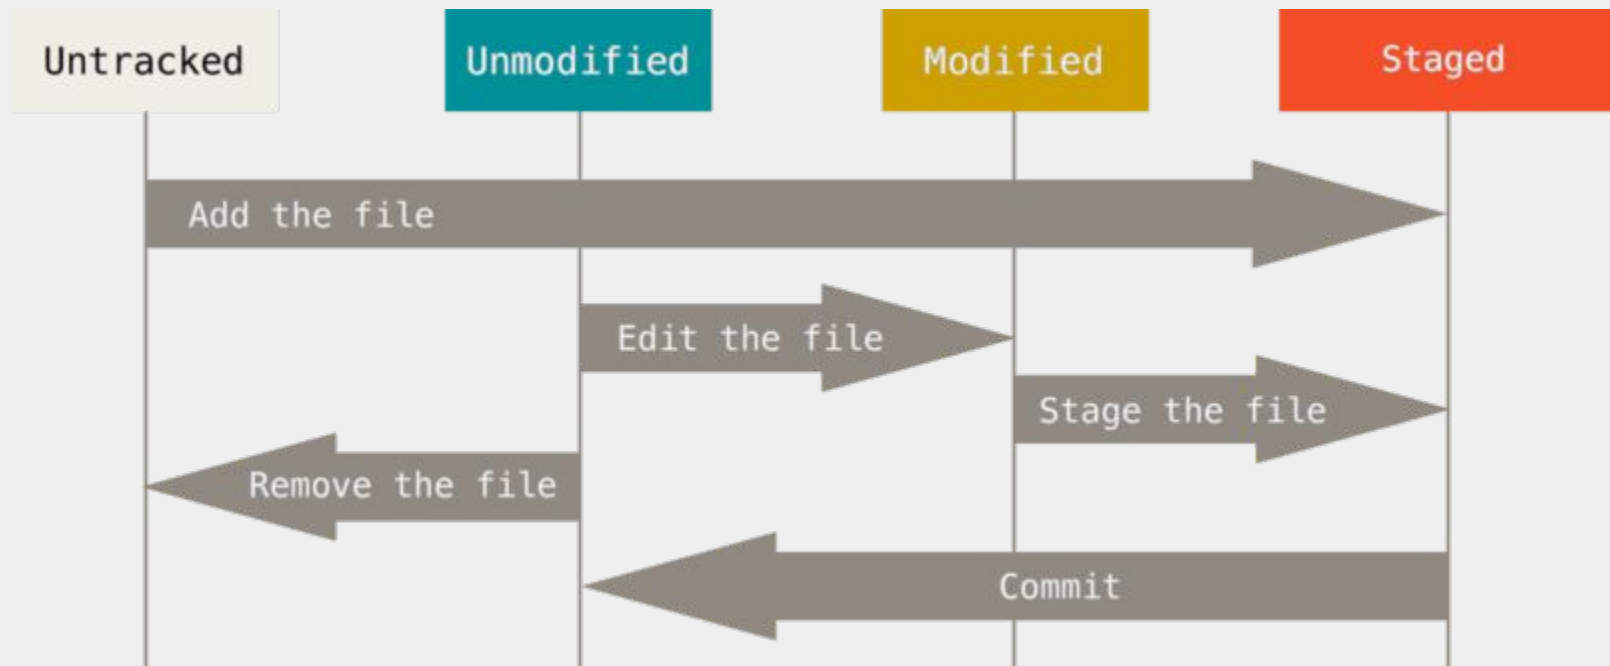 Untracked
Unmodified
Modified
Staged
Add the file
Edit the file
Stage the file
Remove the file
Commit